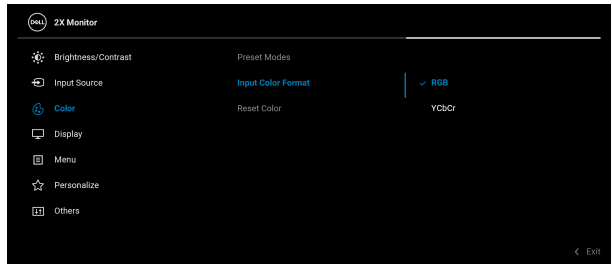 DELL 2X Monitor
Brightness/Contrast Preset Modes
Input Source Input Color Format RGB
Color Reset Color YCbCr
Display
Menu
Personalize
Others
Exit